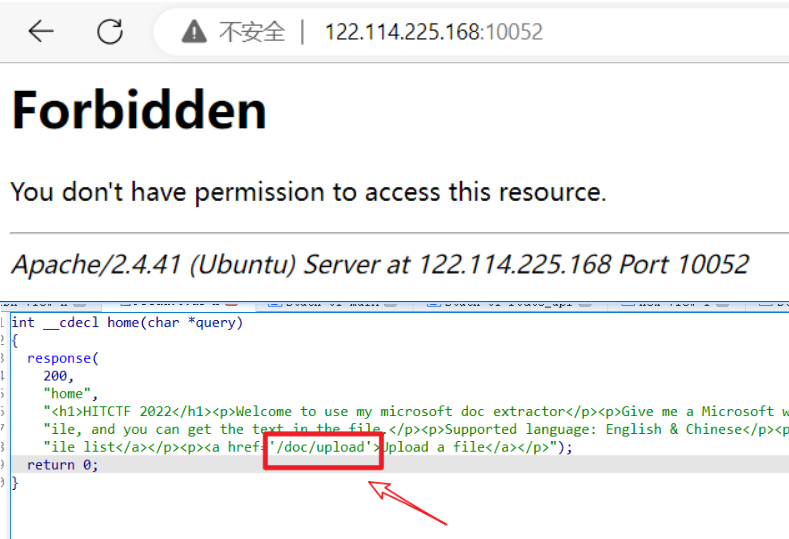 不安全 | 122.114.225.168:10052
Forbidden
You don't have permission to access this resource.
Apache/2.4.41 (Ubuntu) Server at 122.114.225.168 Port 10052
int __cdecl home(char *query)
{
response(
200,
"home",
"<h1>HITCTF 2022</h1><p>Welcome to use my microsoft doc extractor</p><p>Give me a Microsoft w
"ile, and you can get the text in the file.</p><p>Supported language: English & Chinese</p><p
"ile list</a></p><p><a href='/doc/upload'>Upload a file</a></p>");
return 0;
}